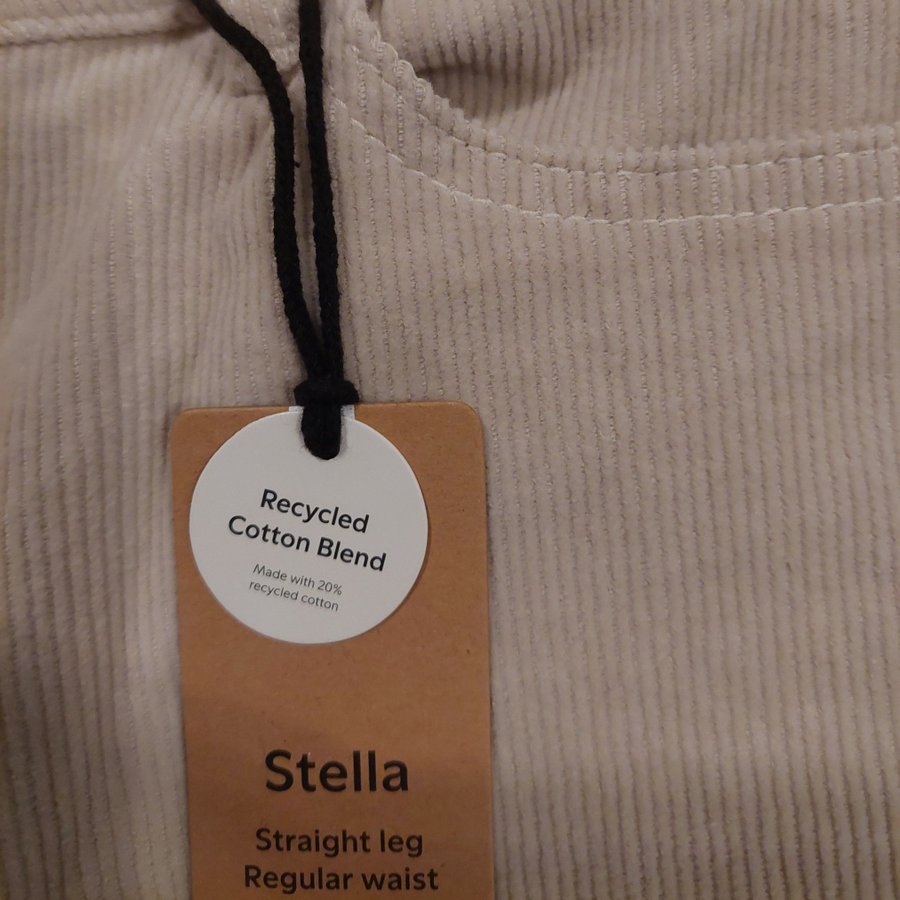 Recycled
Cotton Blend
Made with 20%
recycled cotton
Stella
Straight leg
Regular waist